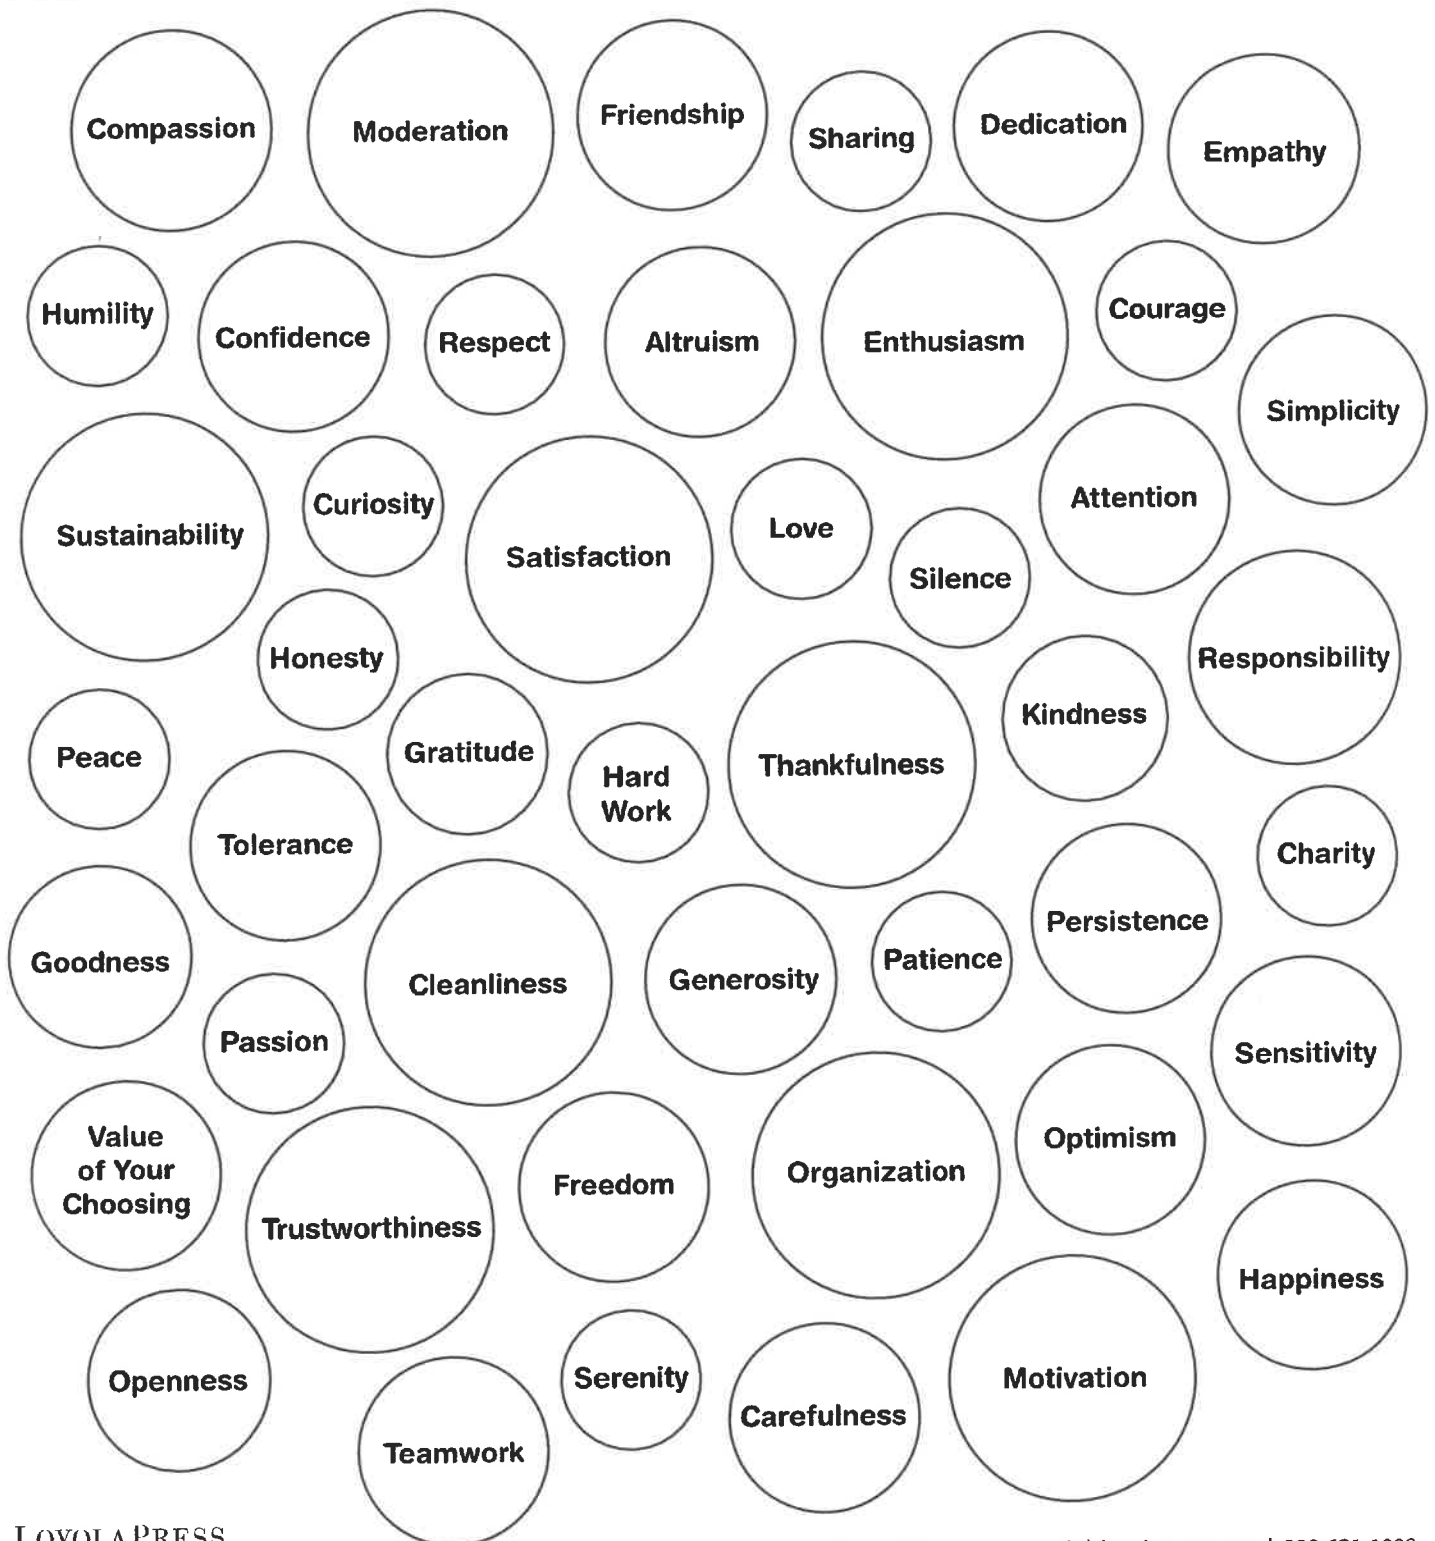 Compassion
Moderation
Friendship
Sharing
Dedication
Empathy
Humility
Confidence
Respect
Altruism
Enthusiasm
Courage
Simplicity
Sustainability
Curiosity
Satisfaction
Love
Silence
Attention
Honesty
Responsibility
Peace
Gratitude
Hard
Work
Thankfulness
Kindness
Tolerance
Charity
Goodness
Cleanliness
Generosity
Patience
Persistence
Passion
Sensitivity
Value
of Your
Choosing
Trustworthiness
Freedom
Organization
Optimism
Happiness
Openness
Teamwork
Serenity
Carefulness
Motivation
LOYOLAPRESS